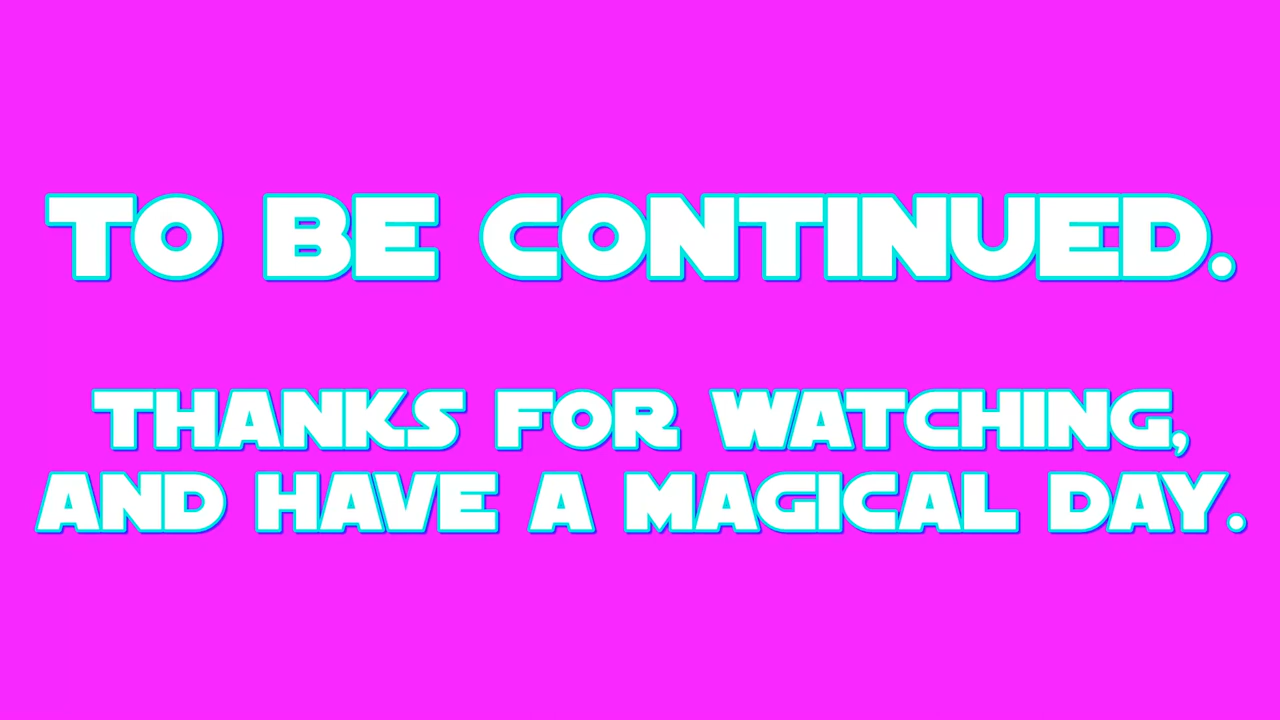 TO BE CONTINUED.
THANKS FOR WATCHING,
AND HAVE A MAGICAL DAY.